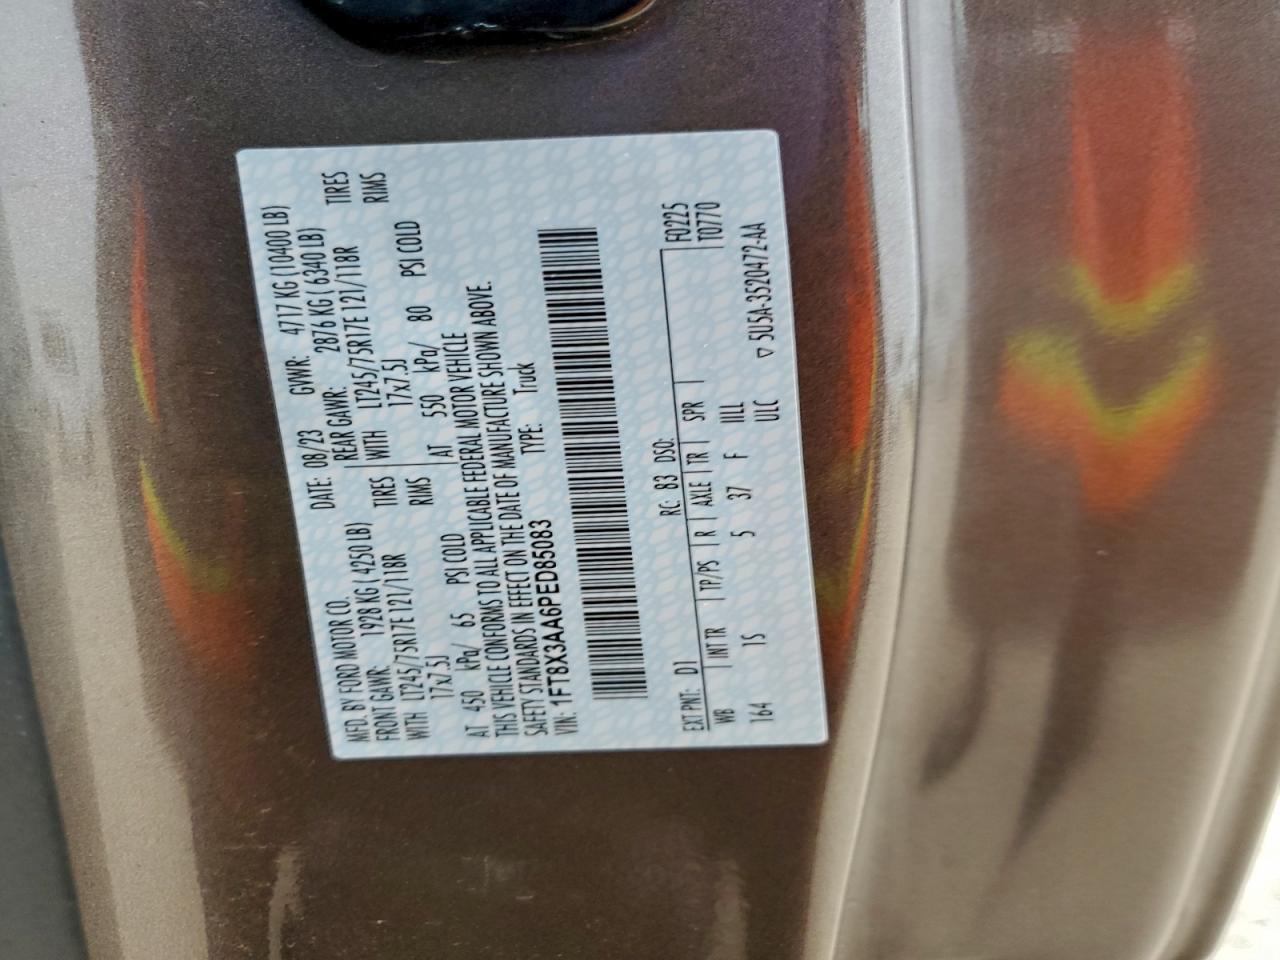 MFD. BY FORD MOTOR CO.
DATE: 08/23 GVWR: 4717 KG (10400 LB)
FRONT GAWR: 1928 KG ( 4250 LB) REAR GAWR: 2876 KG ( 6340 LB)
WITH LT245/75R17E 121/118R TIRES WITH LT245/75R17E 121/118R TIRES
17x7.5J RIMS 17x7.5J RIMS
AT 450 kPa/ 65 PSI COLD AT 550 kPa/ 80 PSI COLD
THIS VEHICLE CONFORMS TO ALL APPLICABLE FEDERAL MOTOR VEHICLE
SAFETY STANDARDS IN EFFECT ON THE DATE OF MANUFACTURE SHOWN ABOVE.
VIN: 1FT8X3AA6PED85083 TYPE: Truck
F0225
EXT PNT: D1 RC: 83 DSO: T0770
WB INT TR TP/PS R AXLE TR SPR
164 1S 5 37 F IILL
ULC ▽ 5U5A-3520472-AA